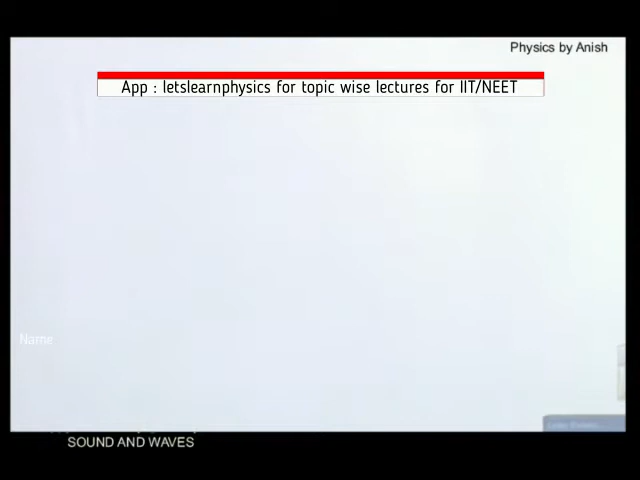 Physics by Anish
App : letslearnphysics for topic wise lectures for IIT/NEET
Name
SOUND AND WAVES